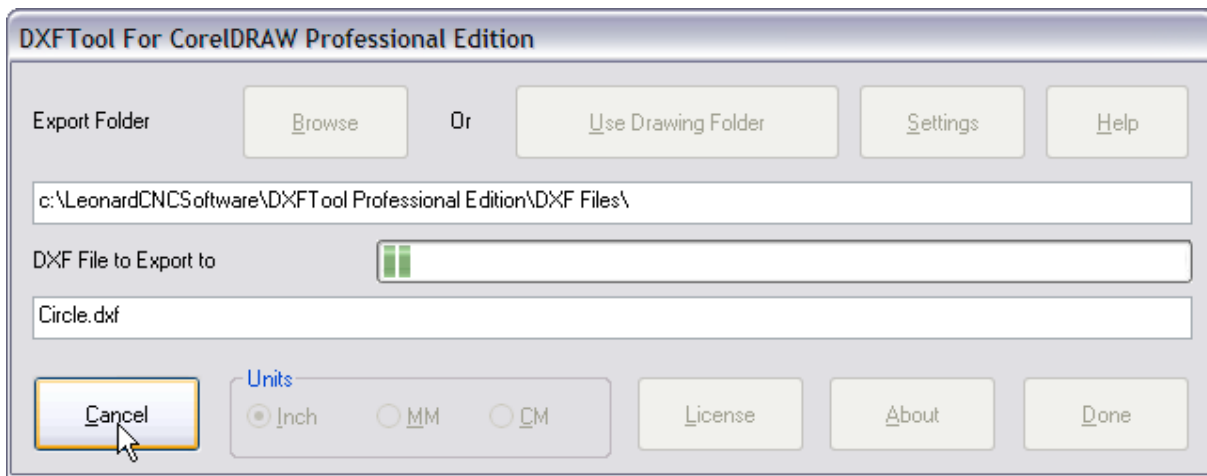 DXFTool For CorelDRAW Professional Edition
Export Folder Browse Or Use Drawing Folder Settings Help
c:\LeonardCNCSoftware\DXFTool Professional Edition\DXF Files\
DXF File to Export to
Circle.dxf
Units
Cancel Inch MM CM License About Done